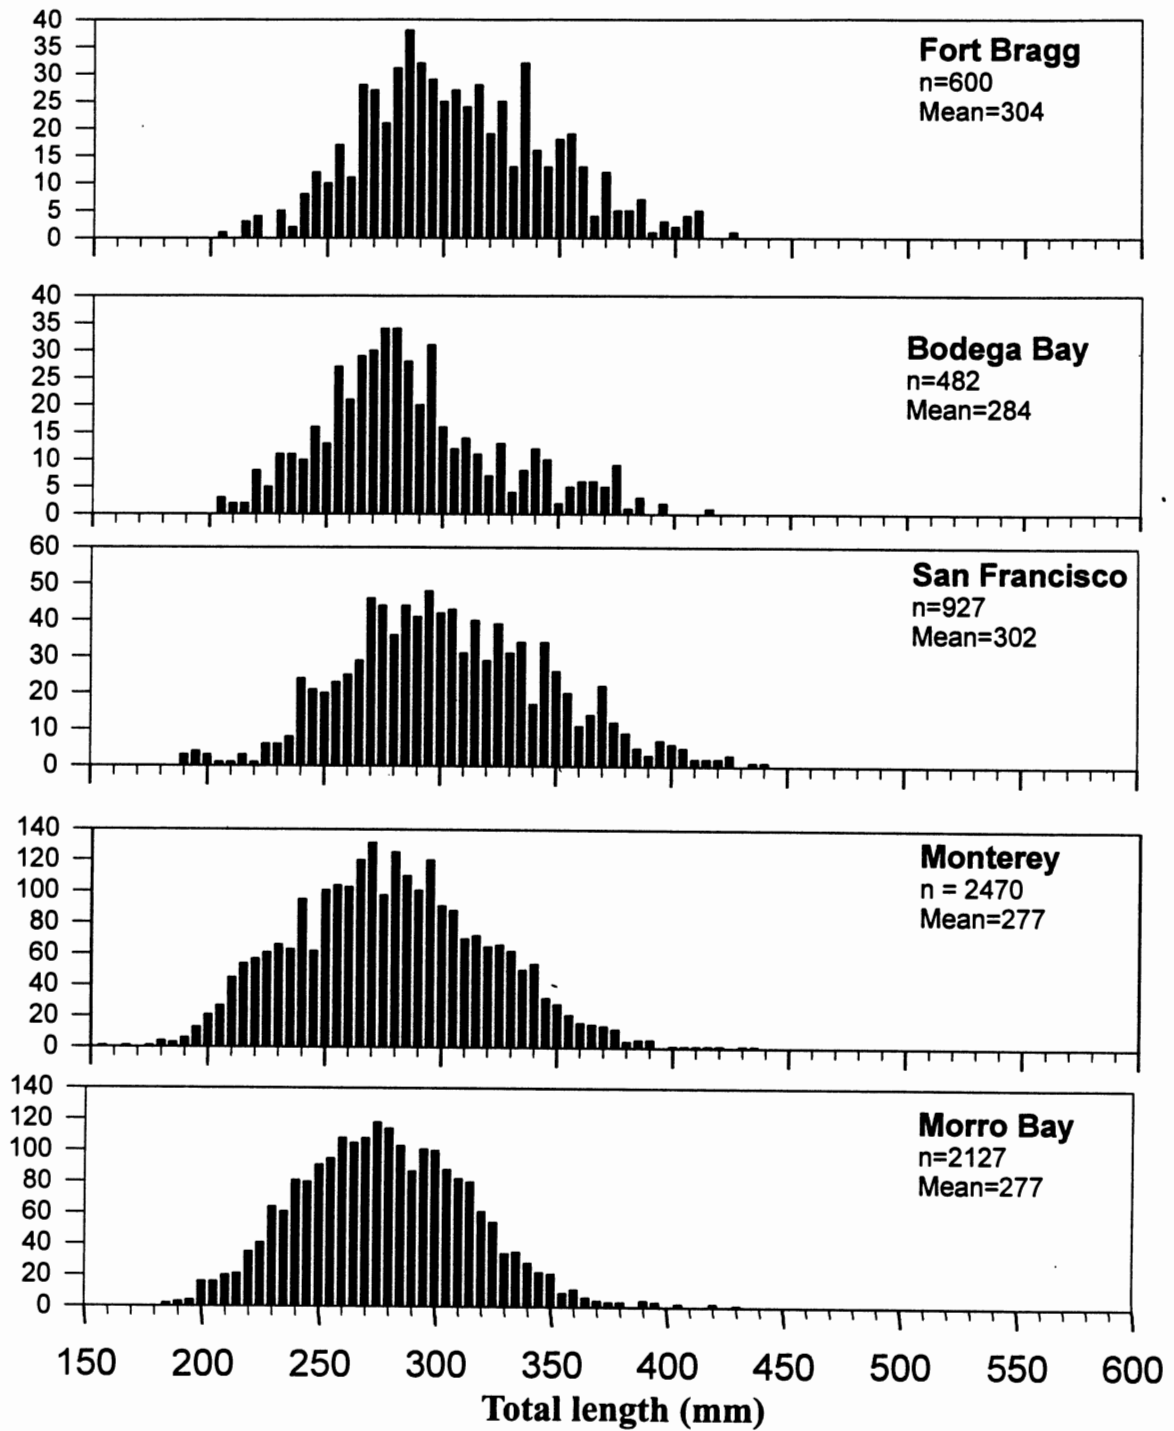 40
35
30
25
20
15
10
5
0
Fort Bragg
n=600
Mean=304
40
35
30
25
20
15
10
5
0
Bodega Bay
n=482
Mean=284
60
50
40
30
20
10
0
San Francisco
n=927
Mean=302
140
120
100
80
60
40
20
0
Monterey
n = 2470
Mean=277
140
120
100
80
60
40
20
0
Morro Bay
n=2127
Mean=277
150 200 250 300 350 400 450 500 550 600
Total length (mm)